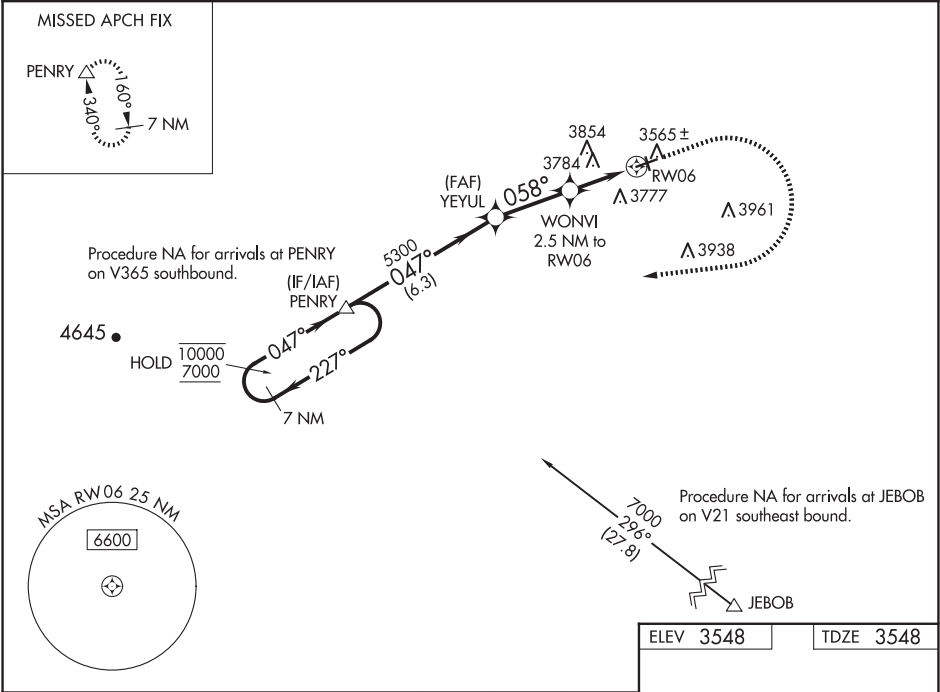 MISSED APCH FIX
PENRY
340°
160°
7 NM
3854
3565 ±
3784
RW06
3777
(FAF)
YEYUL
058°
WONVI
2.5 NM to
RW06
3961
3938
Procedure NA for arrivals at PENRY
on V365 southbound.
5300
047°
(6.3)
(IF/IAF)
PENRY
4645
HOLD
10000
7000
047°
227°
7 NM
MSA RW06 25 NM
6600
7000
296°
(27.8)
Procedure NA for arrivals at JEBOB
on V21 southeast bound.
JEBOB
ELEV 3548
TDZE 3548